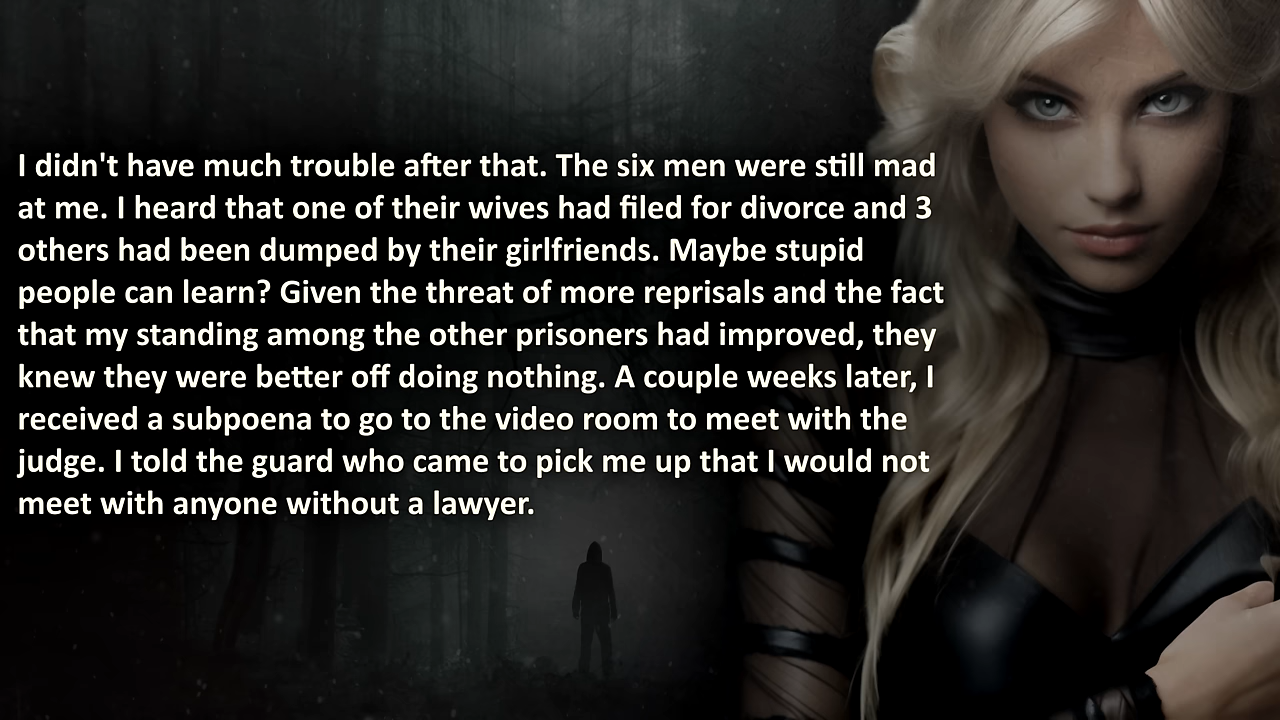 I didn't have much trouble after that. The six men were still mad
at me. I heard that one of their wives had filed for divorce and 3
others had been dumped by their girlfriends. Maybe stupid
people can learn? Given the threat of more reprisals and the fact
that my standing among the other prisoners had improved, they
knew they were better off doing nothing. A couple weeks later, I
received a subpoena to go to the video room to meet with the
judge. I told the guard who came to pick me up that I would not
meet with anyone without a lawyer.